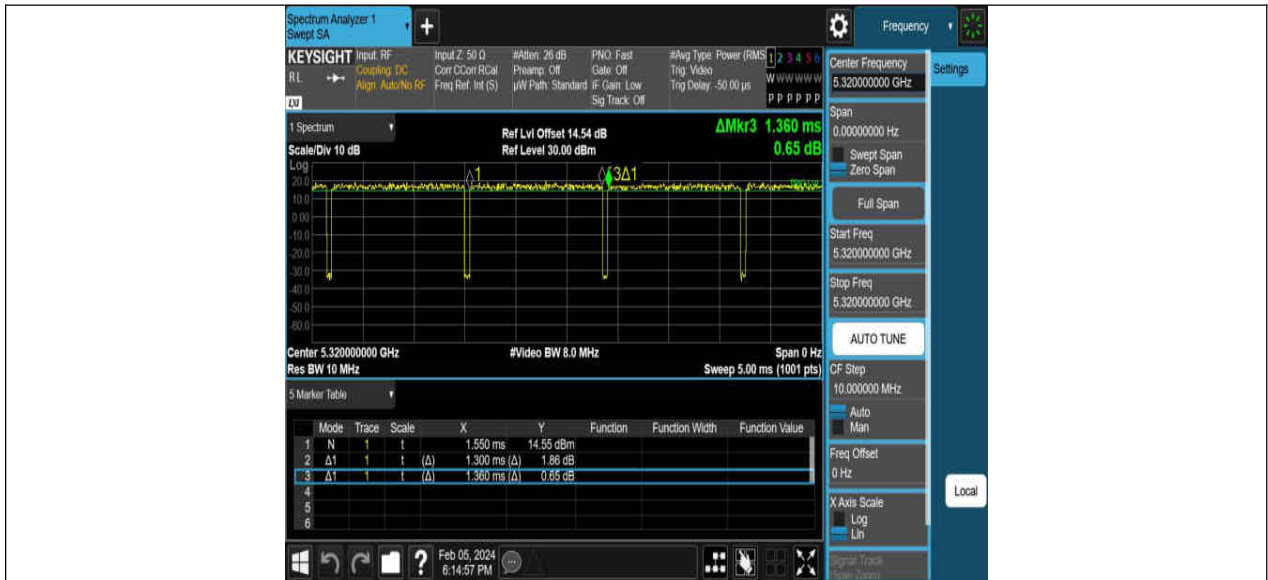 Spectrum Analyzer 1
Swept SA
+
Frequency
KEYSIGHT
RL
Input: RF
Coupling: DC
Align: Auto/No RF
Input Z: 50 Ω
Corr CCorr RCal
Freq Ref: Int (S)
#Atten: 26 dB
Preamp: Off
µW Path: Standard
PNO: Fast
Gate: Off
IF Gain: Low
Sig Track: Off
#Avg Type: Power (RMS
Trig: Video
Trig Delay: -50.00 µs
1 2 3 4 5 6
W W W W W W
P P P P P P
1 Spectrum
Scale/Div 10 dB
Ref Lvl Offset 14.54 dB
Ref Level 30.00 dBm
ΔMkr3 1.360 ms
0.65 dB
Log
20.0
10.0
0.00
-10.0
-20.0
-30.0
-40.0
-50.0
-60.0
1
3Δ1
Center 5.320000000 GHz
#Video BW 8.0 MHz
Span 0 Hz
Res BW 10 MHz
Sweep 5.00 ms (1001 pts)
5 Marker Table
Mode Trace Scale X Y Function Function Width Function Value
1 N 1 t 1.550 ms 14.55 dBm
2 Δ1 1 t (Δ) 1.300 ms (Δ) 1.86 dB
3 Δ1 1 t (Δ) 1.360 ms (Δ) 0.65 dB
4
5
6
Feb 05, 2024
6:14:57 PM
?
Center Frequency
5.320000000 GHz
Settings
Span
0.00000000 Hz
Swept Span
Zero Span
Full Span
Start Freq
5.320000000 GHz
Stop Freq
5.320000000 GHz
AUTO TUNE
CF Step
10.000000 MHz
Auto
Man
Freq Offset
0 Hz
X Axis Scale
Log
Lin
Local
Signal Track
(Span Zoom)